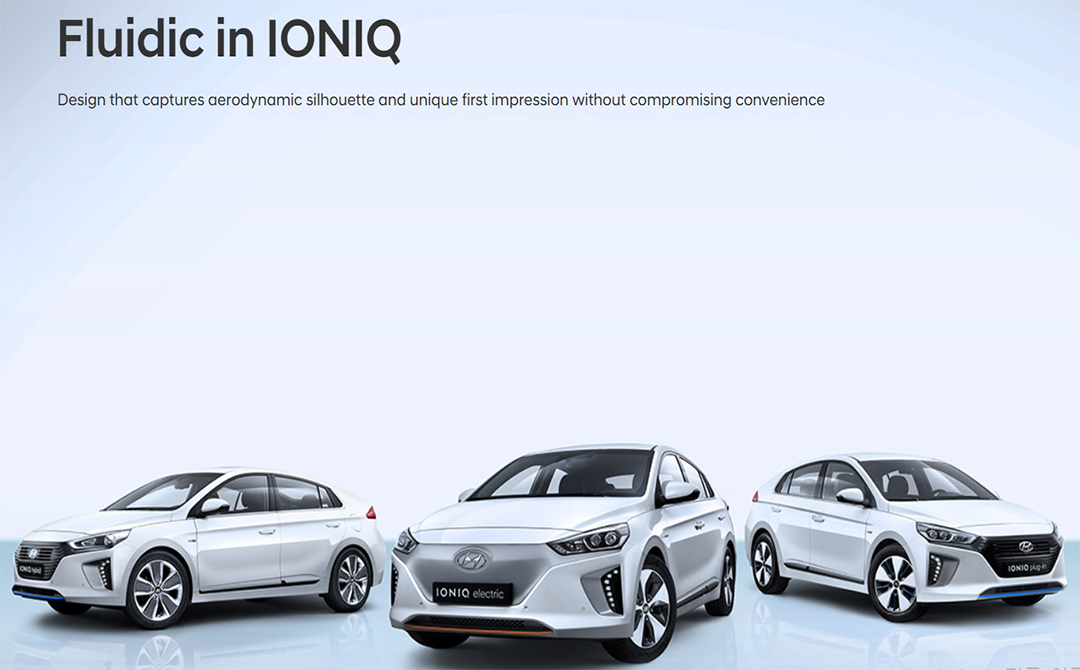 Fluidic in IONIQ
Design that captures aerodynamic silhouette and unique first impression without compromising convenience
IONIQ hybrid
IONIQ electric
IONIQ plug-in